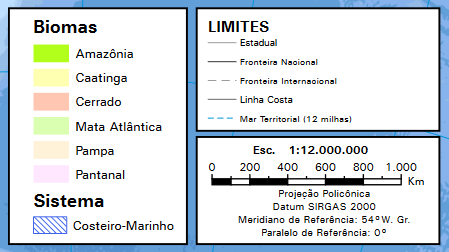 Biomas
Amazônia
Caatinga
Cerrado
Mata Atlântica
Pampa
Pantanal
Sistema
Costeiro-Marinho
LIMITES
Estadual
Fronteira Nacional
Fronteira Internacional
Linha Costa
Mar Territorial (12 milhas)
Esc. 1:12.000.000
0 200 400 600 800 1.000
Km
Projeção Policônica
Datum SIRGAS 2000
Meridiano de Referência: 54°W. Gr.
Paralelo de Referência: 0°